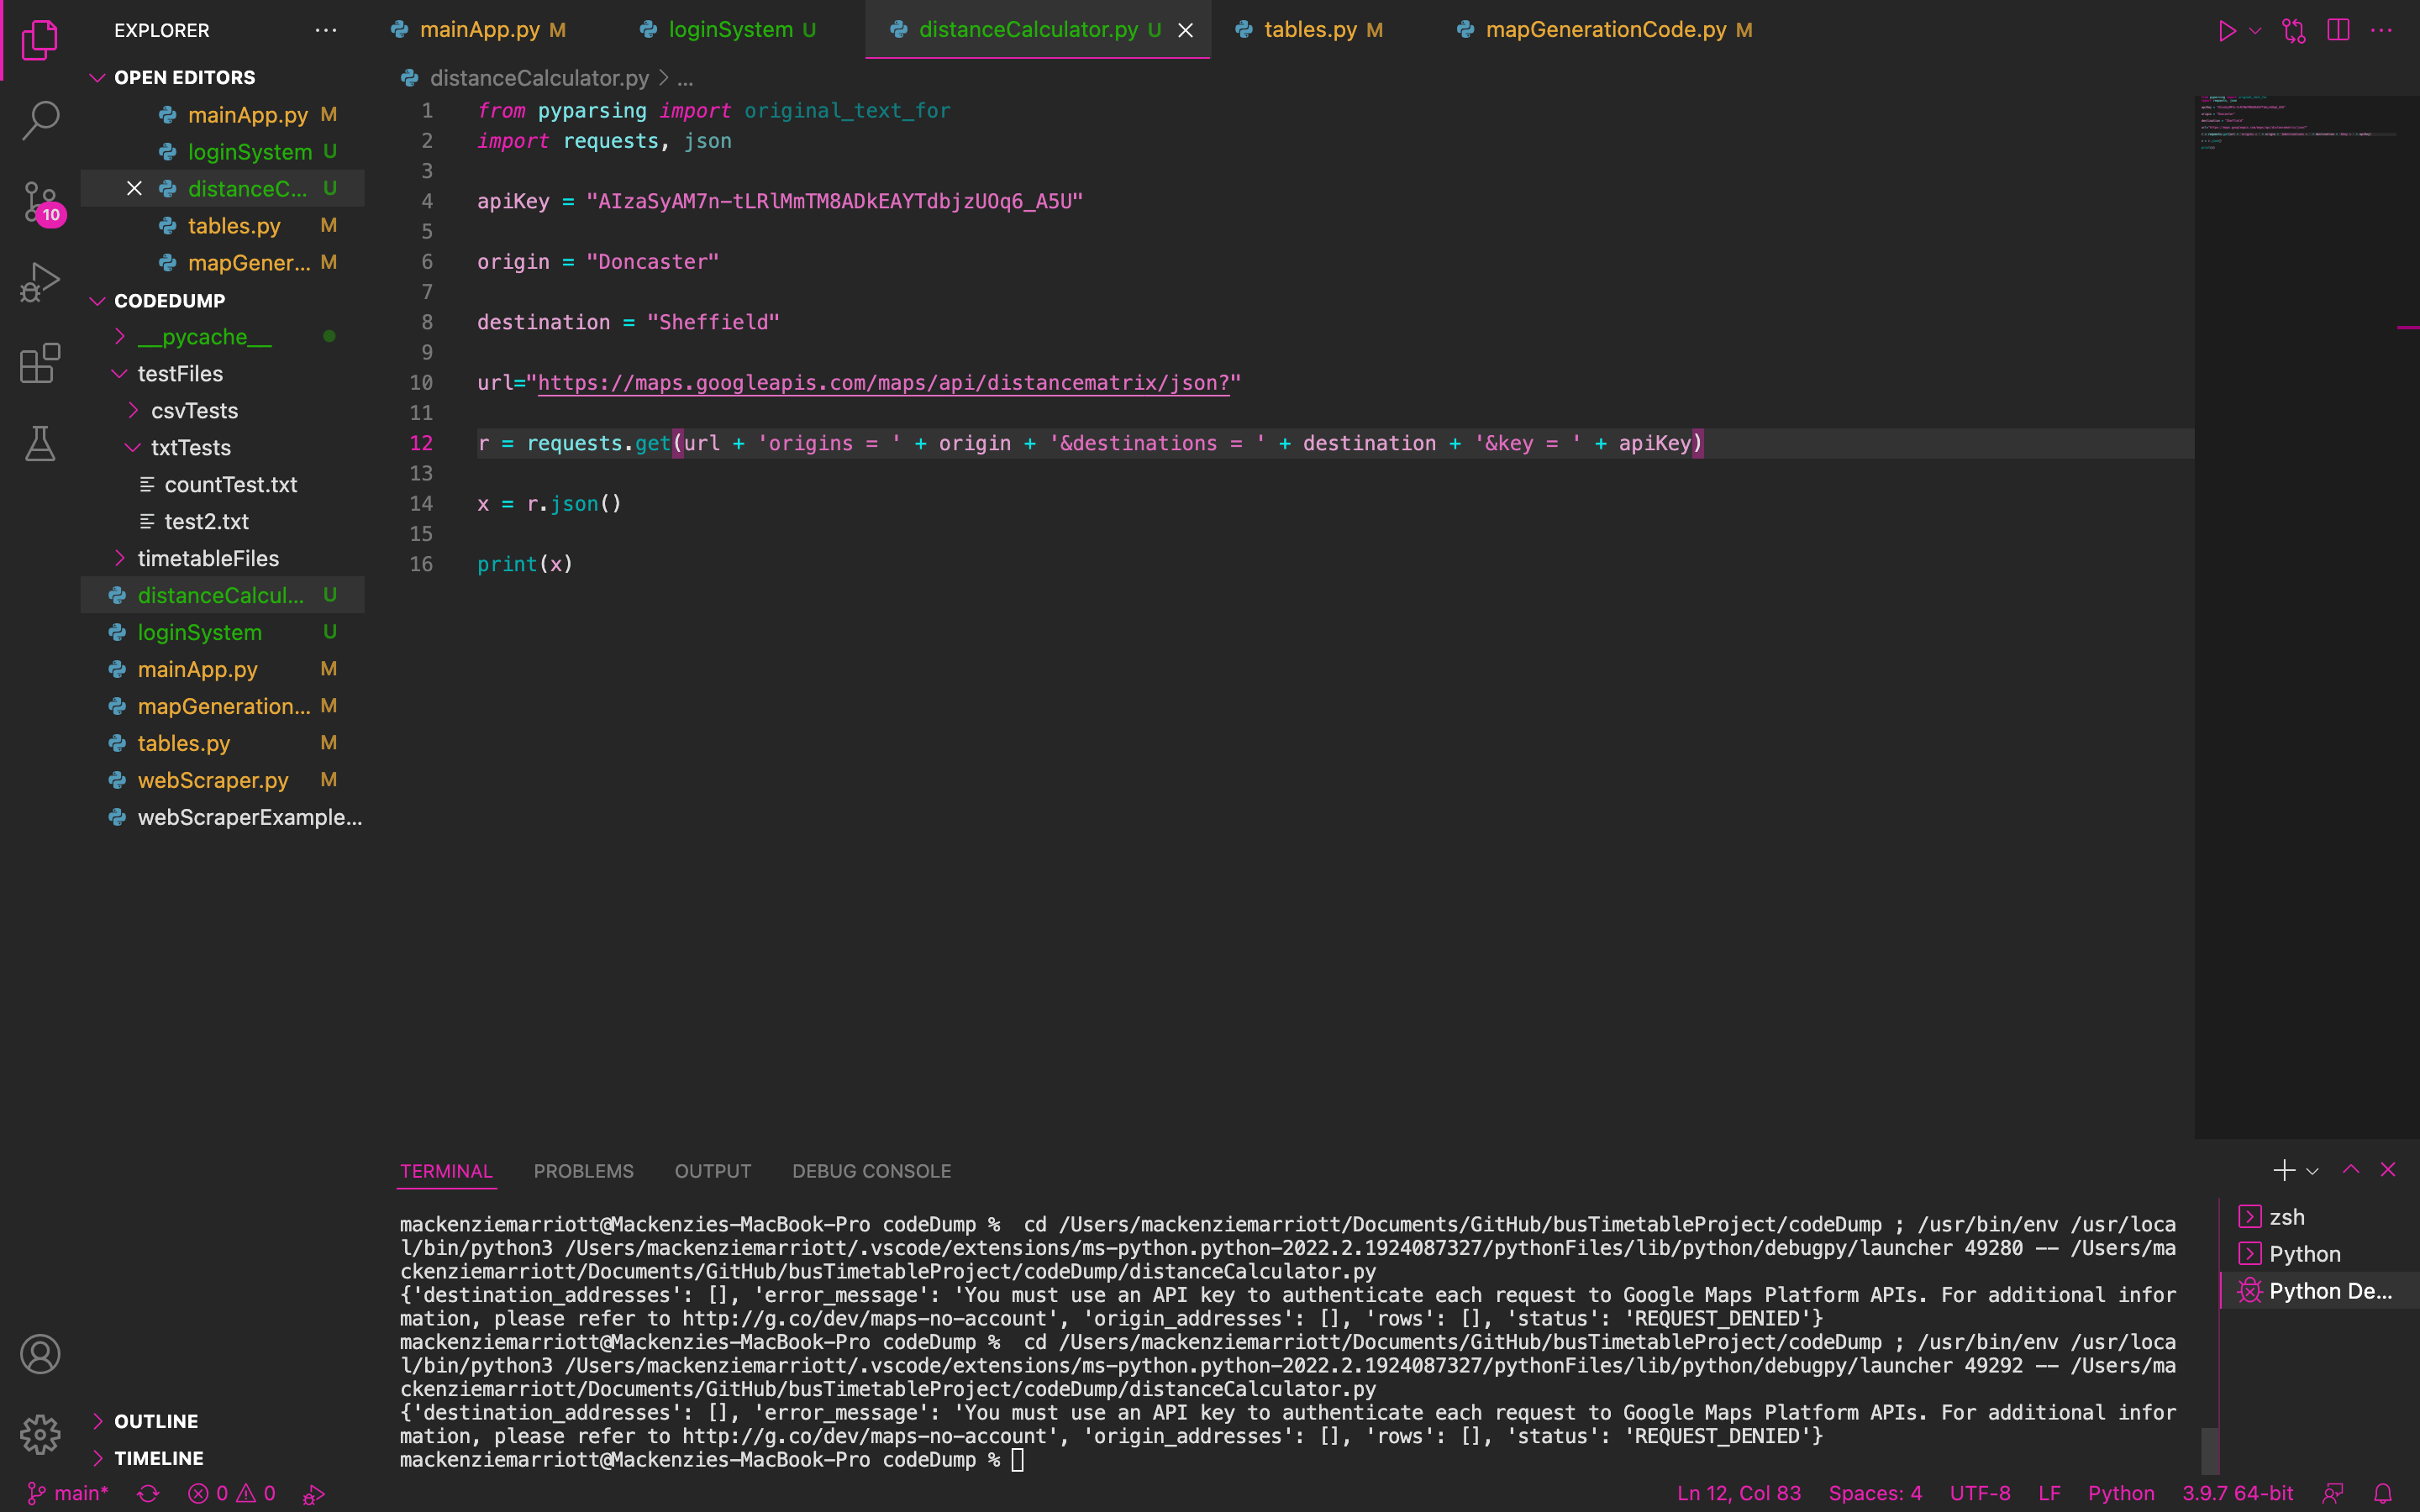 EXPLORER
mainApp.py M
loginSystem U
distanceCalculator.py U
tables.py M
mapGenerationCode.py M
OPEN EDITORS
mainApp.py M
loginSystem U
distanceC... U
tables.py M
mapGener... M
10
CODEDUMP
__pycache__
testFiles
csvTests
txtTests
countTest.txt
test2.txt
timetableFiles
distanceCalcul... U
loginSystem U
mainApp.py M
mapGeneration... M
tables.py M
webScraper.py M
webScraperExample...
OUTLINE
TIMELINE
distanceCalculator.py > ...
1 from pyparsing import original_text_for
2 import requests, json
3
4 apiKey = "AIzaSyAM7n-tLRlMmTM8ADkEAYTdbjzUOq6_A5U"
5
6 origin = "Doncaster"
7
8 destination = "Sheffield"
9
10 url="https://maps.googleapis.com/maps/api/distancematrix/json?"
11
12 r = requests.get(url + 'origins = ' + origin + '&destinations = ' + destination + '&key = ' + apiKey)
13
14 x = r.json()
15
16 print(x)
TERMINAL PROBLEMS OUTPUT DEBUG CONSOLE
mackenziemarriott@Mackenzies-MacBook-Pro codeDump %  cd /Users/mackenziemarriott/Documents/GitHub/busTimetableProject/codeDump ; /usr/bin/env /usr/loca
l/bin/python3 /Users/mackenziemarriott/.vscode/extensions/ms-python.python-2022.2.1924087327/pythonFiles/lib/python/debugpy/launcher 49280 -- /Users/ma
ckenziemarriott/Documents/GitHub/busTimetableProject/codeDump/distanceCalculator.py
{'destination_addresses': [], 'error_message': 'You must use an API key to authenticate each request to Google Maps Platform APIs. For additional infor
mation, please refer to http://g.co/dev/maps-no-account', 'origin_addresses': [], 'rows': [], 'status': 'REQUEST_DENIED'}
mackenziemarriott@Mackenzies-MacBook-Pro codeDump %  cd /Users/mackenziemarriott/Documents/GitHub/busTimetableProject/codeDump ; /usr/bin/env /usr/loca
l/bin/python3 /Users/mackenziemarriott/.vscode/extensions/ms-python.python-2022.2.1924087327/pythonFiles/lib/python/debugpy/launcher 49292 -- /Users/ma
ckenziemarriott/Documents/GitHub/busTimetableProject/codeDump/distanceCalculator.py
{'destination_addresses': [], 'error_message': 'You must use an API key to authenticate each request to Google Maps Platform APIs. For additional infor
mation, please refer to http://g.co/dev/maps-no-account', 'origin_addresses': [], 'rows': [], 'status': 'REQUEST_DENIED'}
mackenziemarriott@Mackenzies-MacBook-Pro codeDump %
zsh
Python
Python De...
main* 0 0
Ln 12, Col 83 Spaces: 4 UTF-8 LF Python 3.9.7 64-bit